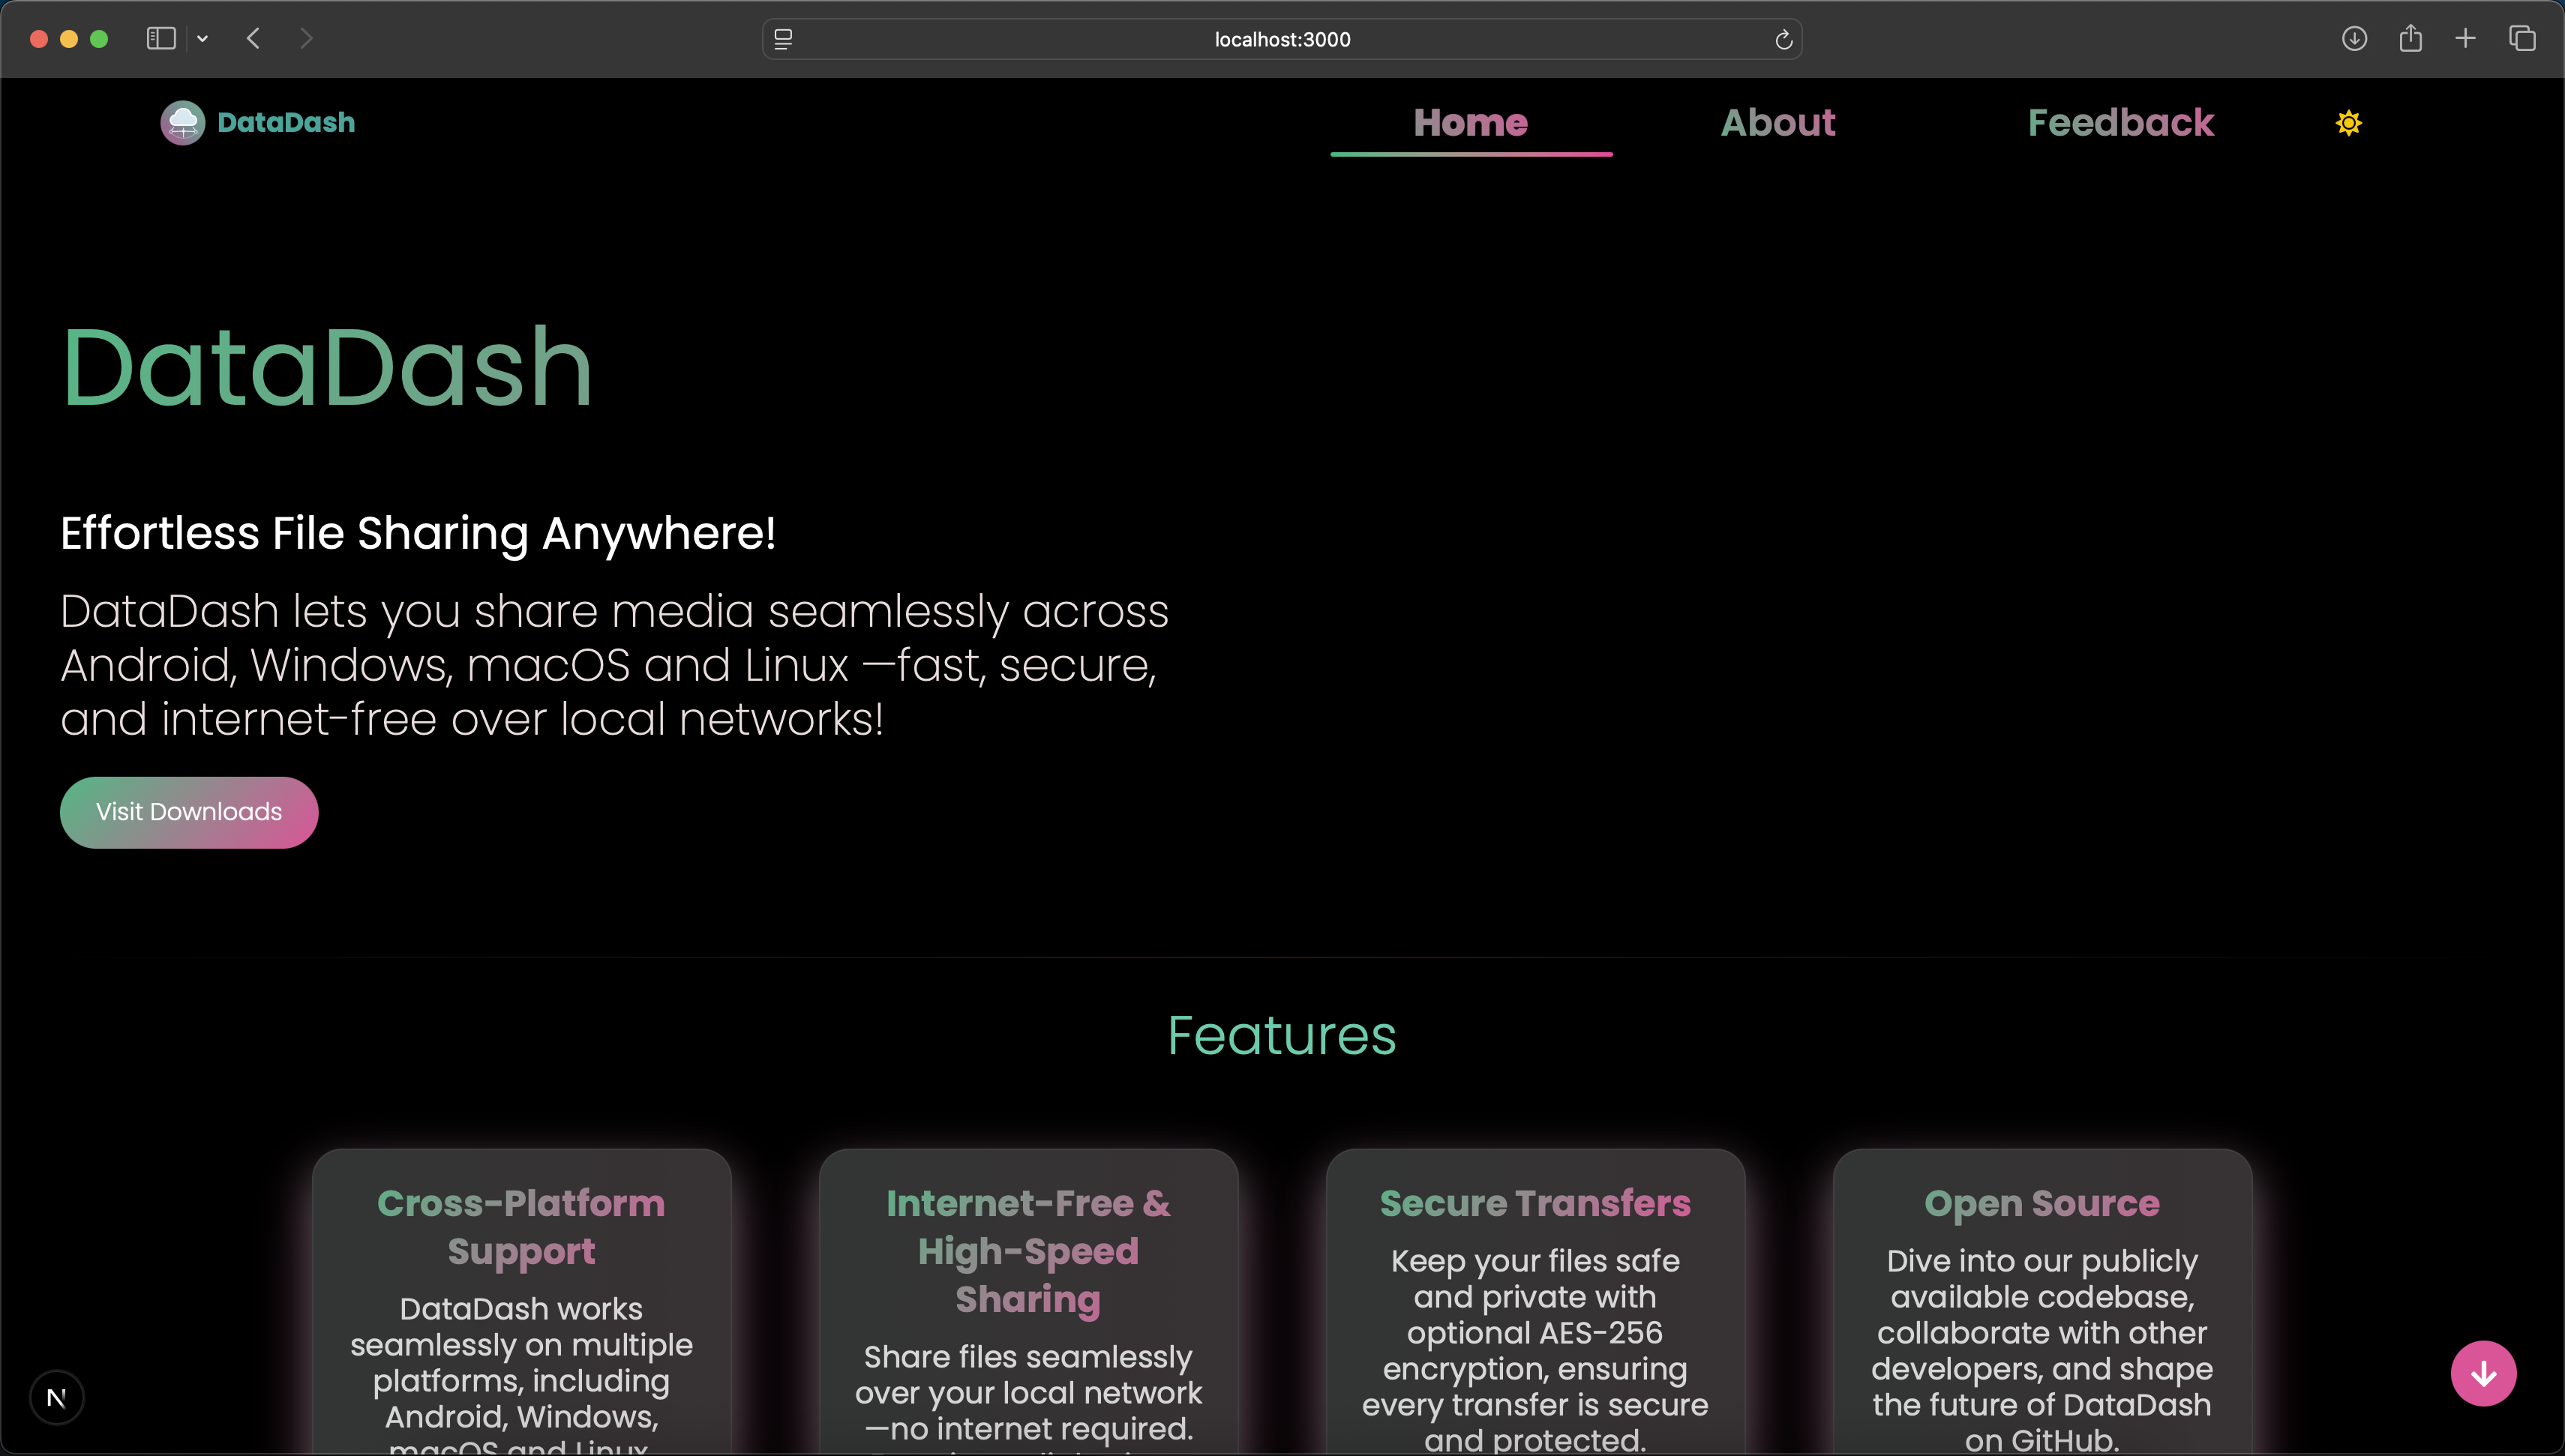 localhost:3000
DataDash
Home
About
Feedback
DataDash
Effortless File Sharing Anywhere!
DataDash lets you share media seamlessly across
Android, Windows, macOS and Linux —fast, secure,
and internet-free over local networks!
Visit Downloads
Features
Cross-Platform
Support
DataDash works
seamlessly on multiple
platforms, including
Android, Windows,
macOS and Linux
Internet-Free &
High-Speed
Sharing
Share files seamlessly
over your local network
—no internet required.
Secure Transfers
Keep your files safe
and private with
optional AES-256
encryption, ensuring
every transfer is secure
and protected.
Open Source
Dive into our publicly
available codebase,
collaborate with other
developers, and shape
the future of DataDash
on GitHub.
N